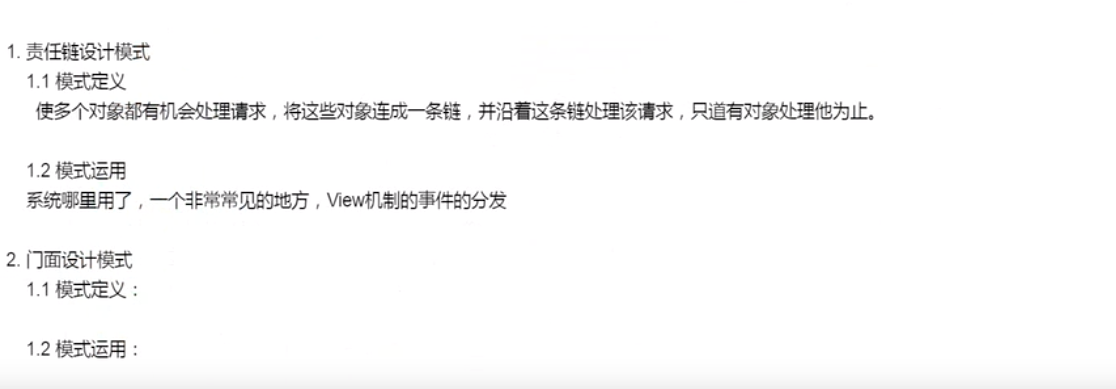 1. 责任链设计模式
1.1 模式定义
使多个对象都有机会处理请求，将这些对象连成一条链，并沿着这条链处理该请求，只道有对象处理他为止。
1.2 模式运用
系统哪里用了，一个非常常见的地方，View机制的事件的分发
2. 门面设计模式
1.1 模式定义：
1.2 模式运用：